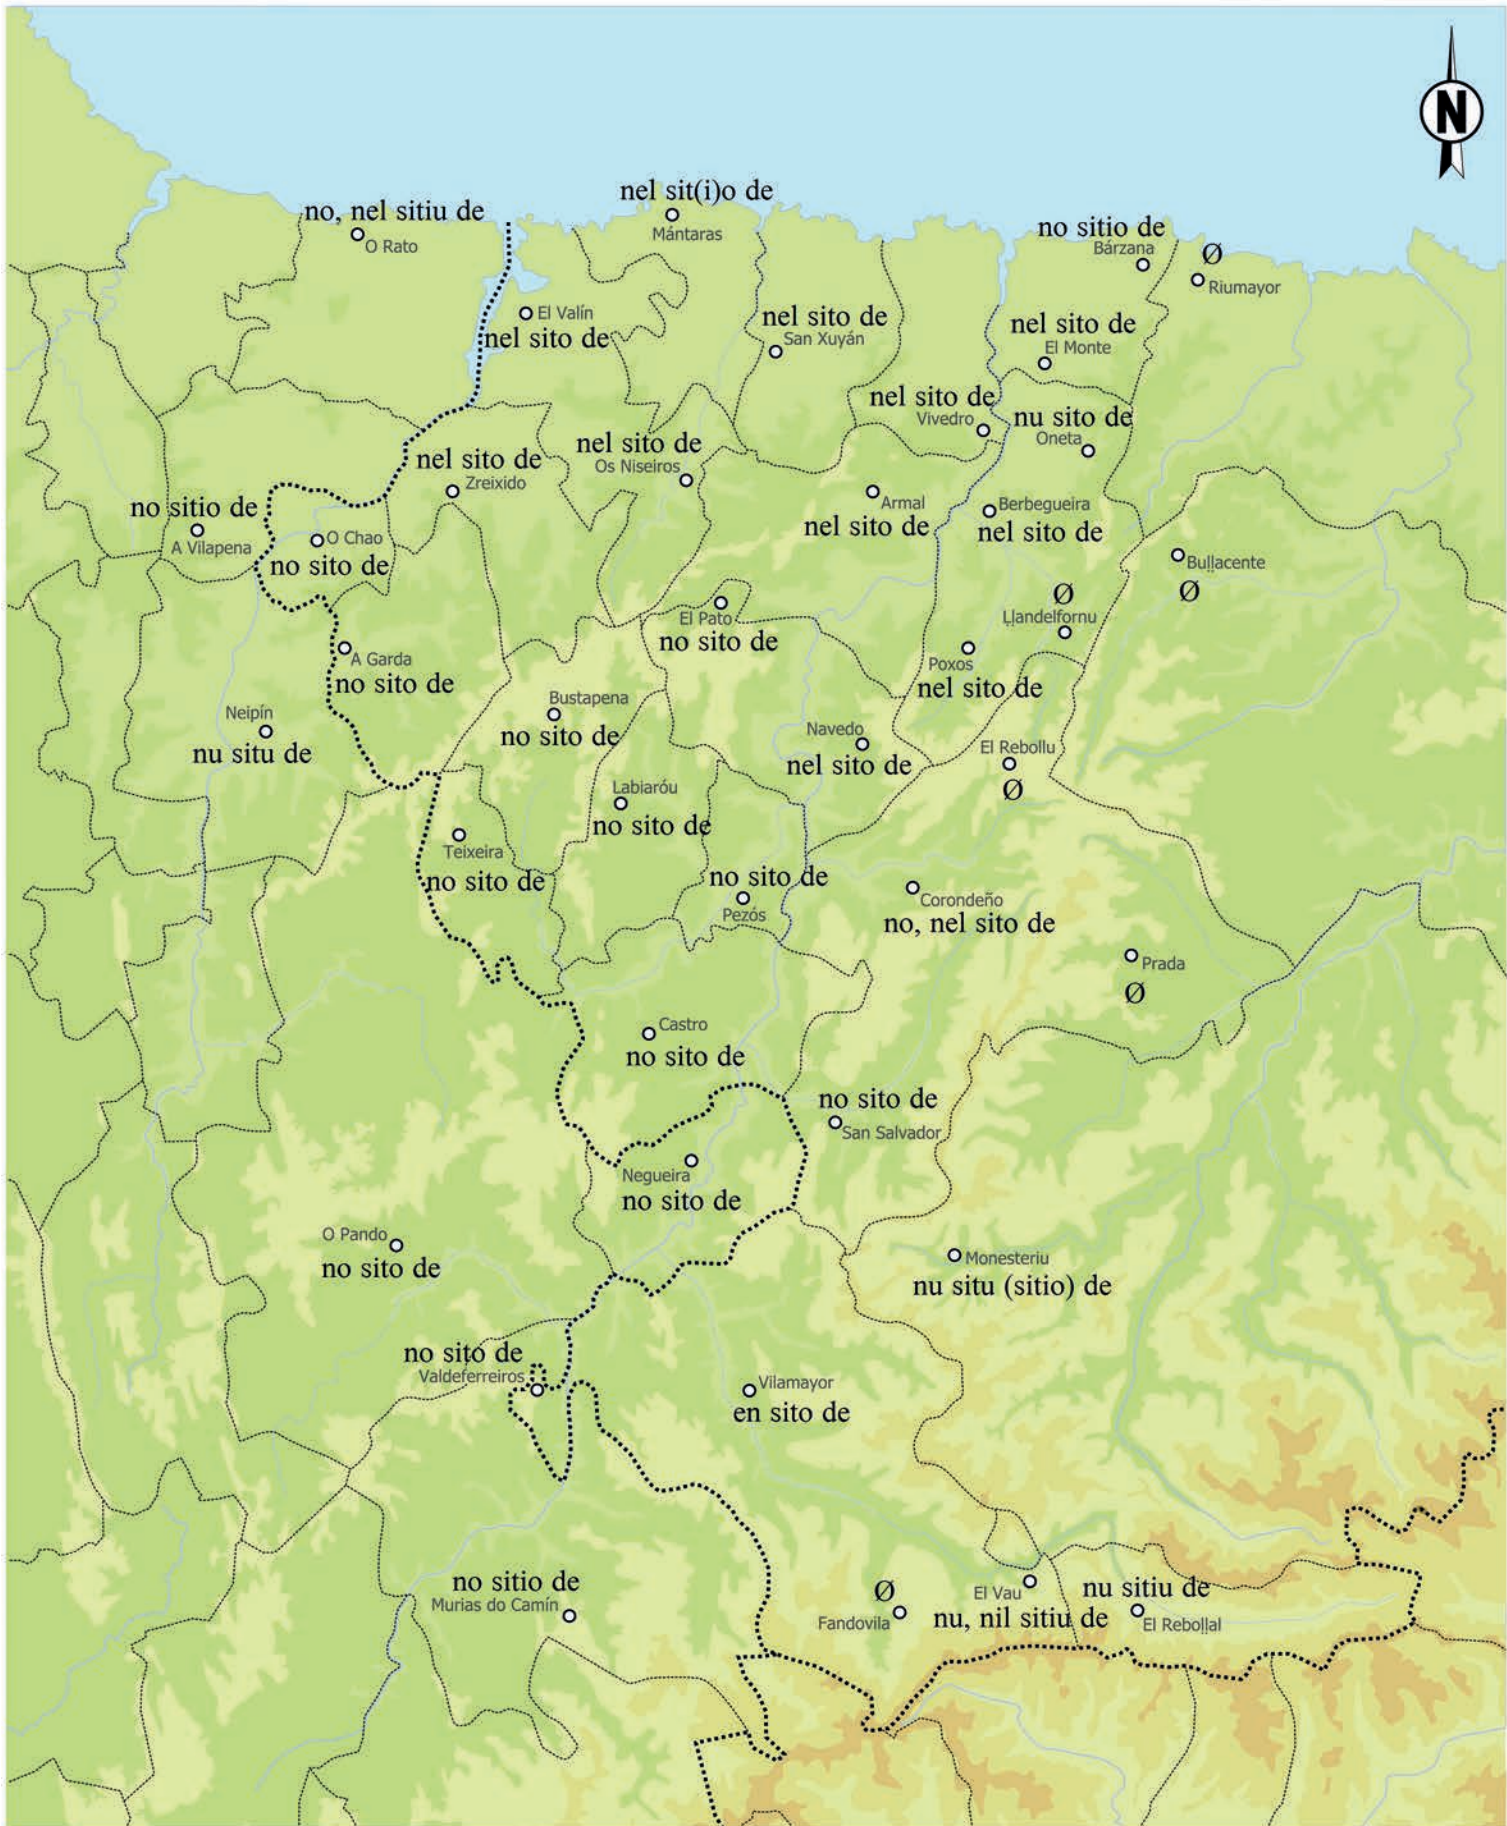 N
nel sit(i)o de
Mántaras
no, nel sitiu de
O Rato
no sitio de
Bárzana
Ø
Riumayor
El Valín
nel sito de
nel sito de
San Xuyán
nel sito de
El Monte
nel sito de
Vivedro
nu sito de
Oneta
nel sito de
Os Niseiros
nel sito de
Zreixido
no sitio de
A Vilapena
O Chao
no sito de
Armal
nel sito de
Berbegueira
nel sito de
Buḷḷacente
Ø
Ø
Ḷḷandelfornu
El Pato
no sito de
Poxos
nel sito de
A Garda
no sito de
Neipín
nu situ de
Bustapena
no sito de
Navedo
nel sito de
El Rebollu
Ø
Labiaróu
no sito de
Teixeira
no sito de
no sito de
Pezós
Corondeño
no, nel sito de
Prada
Ø
Castro
no sito de
no sito de
San Salvador
Negueira
no sito de
O Pando
no sito de
Monesteriu
nu situ (sitio) de
no sito de
Valdeferreiros
Vilamayor
en sito de
no sitio de
Murias do Camín
Ø
Fandovila
El Vau
nu, nil sitiu de
nu sitiu de
El Reboḷḷal